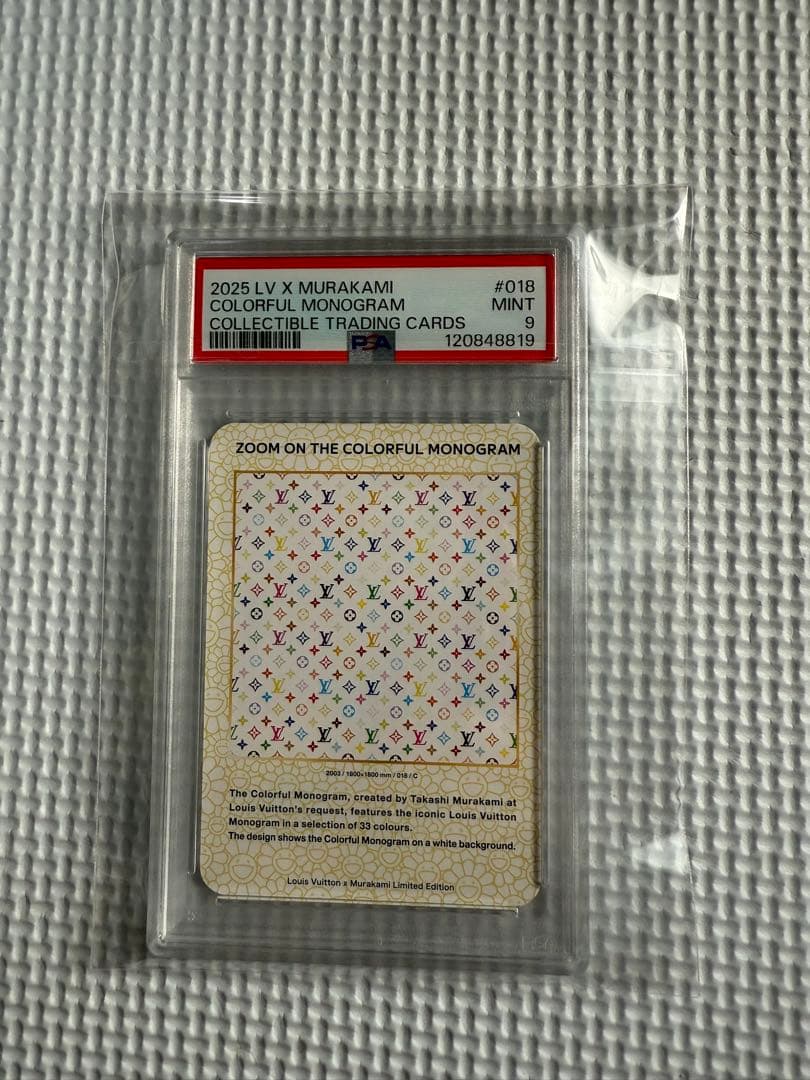 2025 LV X MURAKAMI #018
COLORFUL MONOGRAM MINT
COLLECTIBLE TRADING CARDS 9
PSA 120848819
ZOOM ON THE COLORFUL MONOGRAM
2003 / 1800×1800 mm / 018 / C
The Colorful Monogram, created by Takashi Murakami at
Louis Vuitton's request, features the iconic Louis Vuitton
Monogram in a selection of 33 colours.
The design shows the Colorful Monogram on a white background.
Louis Vuitton x Murakami Limited Edition